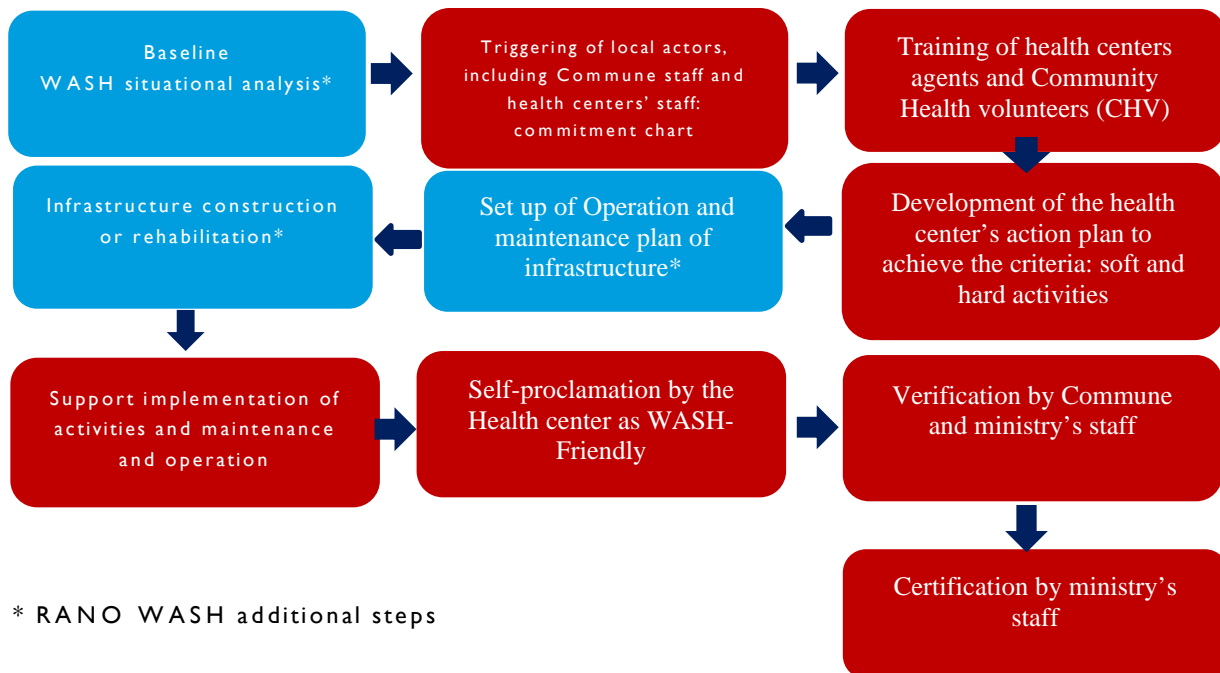 Baseline
WASH situational analysis*
Triggering of local actors,
including Commune staff and
health centers’ staff:
commitment chart
Training of health centers
agents and Community
Health volunteers (CHV)
Development of the health
center’s action plan to
achieve the criteria: soft and
hard activities
Set up of Operation and
maintenance plan of
infrastructure*
Infrastructure construction
or rehabilitation*
Support implementation of
activities and maintenance
and operation
Self-proclamation by the
Health center as WASH-
Friendly
Verification by Commune
and ministry’s staff
Certification by ministry’s
staff
* RANO WASH additional steps